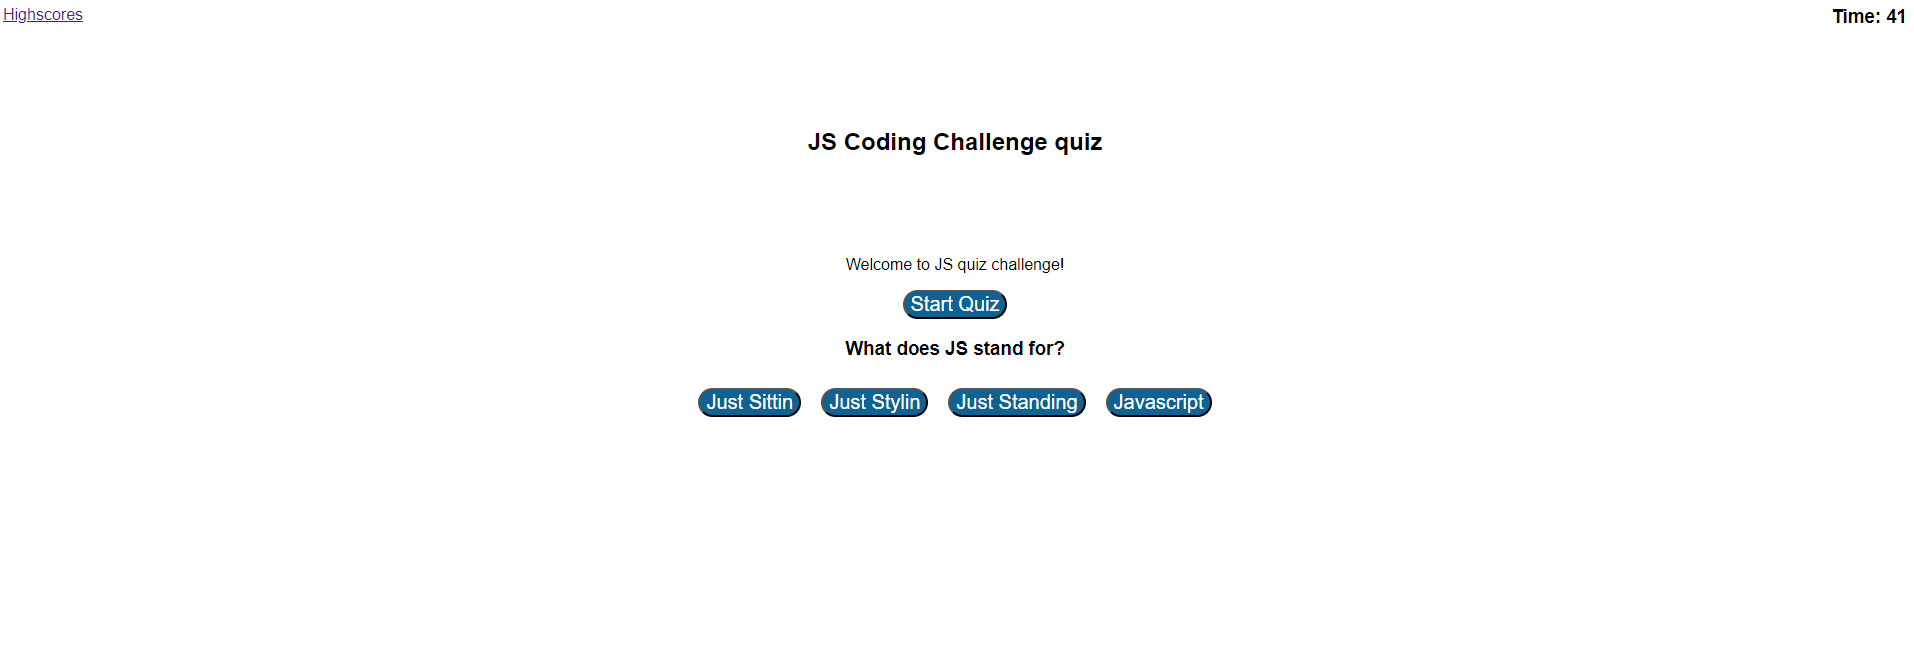 Highscores
Time: 41
JS Coding Challenge quiz
Welcome to JS quiz challenge!
Start Quiz
What does JS stand for?
Just Sittin Just Stylin Just Standing Javascript